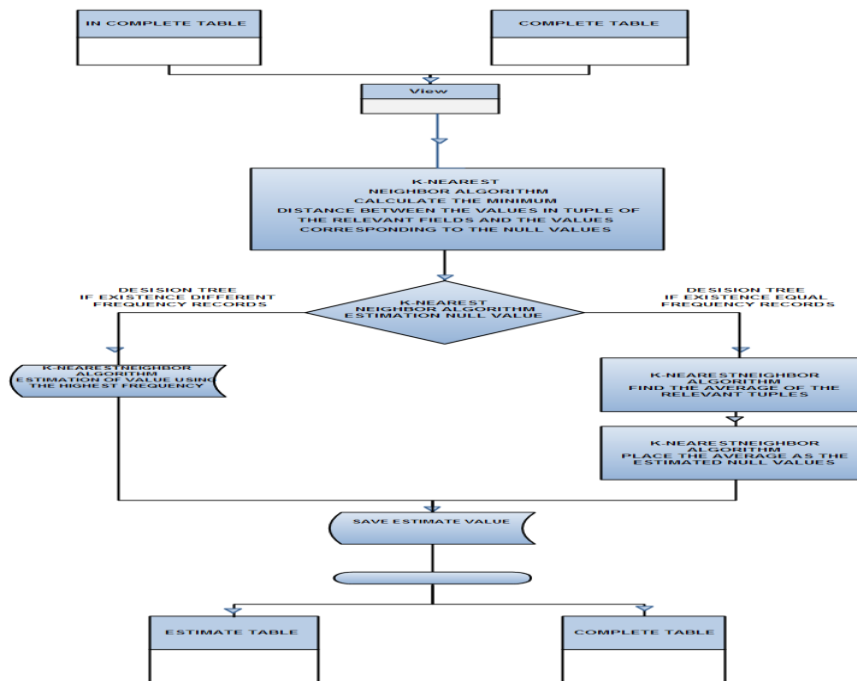 IN COMPLETE TABLE
COMPLETE TABLE
View
K-NEAREST
NEIGHBOR ALGORITHM
CALCULATE THE MINIMUM
DISTANCE BETWEEN THE VALUES IN TUPLE OF
THE RELEVANT FIELDS AND THE VALUES
CORRESPONDING TO THE NULL VALUES
DESISION TREE
IF EXISTENCE DIFFERENT
FREQUENCY RECORDS
K-NEAREST
NEIGHBOR ALGORITHM
ESTIMATION NULL VALUE
DESISION TREE
IF EXISTENCE EQUAL
FREQUENCY RECORDS
K-NEARESTNEIGHBOR
ALGORITHM
ESTIMATION OF VALUE USING
THE HIGHEST FREQUENCY
K-NEARESTNEIGHBOR
ALGORITHM
FIND THE AVERAGE OF THE
RELEVANT TUPLES
K-NEARESTNEIGHBOR
ALGORITHM
PLACE THE AVERAGE AS THE
ESTIMATED NULL VALUES
SAVE ESTIMATE VALUE
ESTIMATE TABLE
COMPLETE TABLE